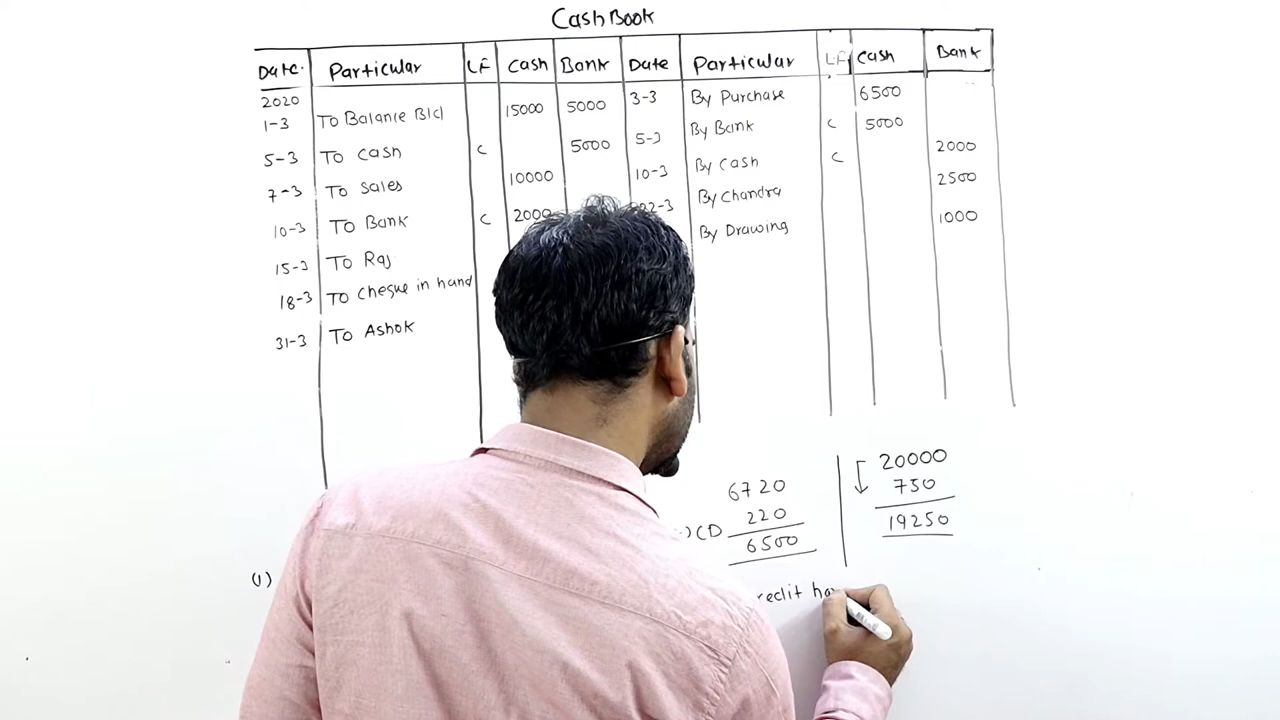 Cash Book
Date. Particular LF Cash Bank Date Particular LF Cash Bank
2020
1-3 To Balance B/d 15000 5000 3-3 By Purchase 6500
5-3 To Cash C 5000 5-3 By Bank C 5000
7-3 To Sales 10000 10-3 By Cash C 2000
10-3 To Bank C 2000 22-3 By Chandra 2500
By Drawing 1000
15-3 To Raj
18-3 To Cheque in hand
31-3 To Ashok
6720
CD 220
6500
20000
750
19250
(1)